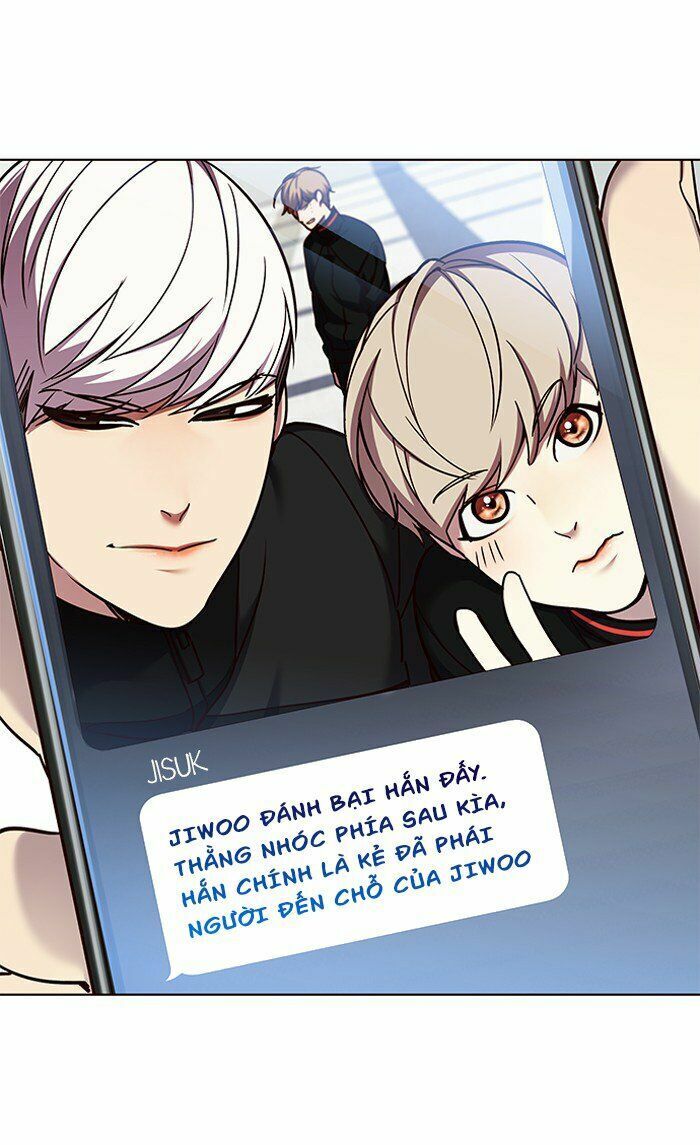 JISUK
JIWOO ĐÁNH BẠI HẮN ĐẤY.
THẰNG NHÓC PHÍA SAU KÌA,
HẮN CHÍNH LÀ KẺ ĐÃ PHÁI
NGƯỜI ĐẾN CHỖ CỦA JIWOO